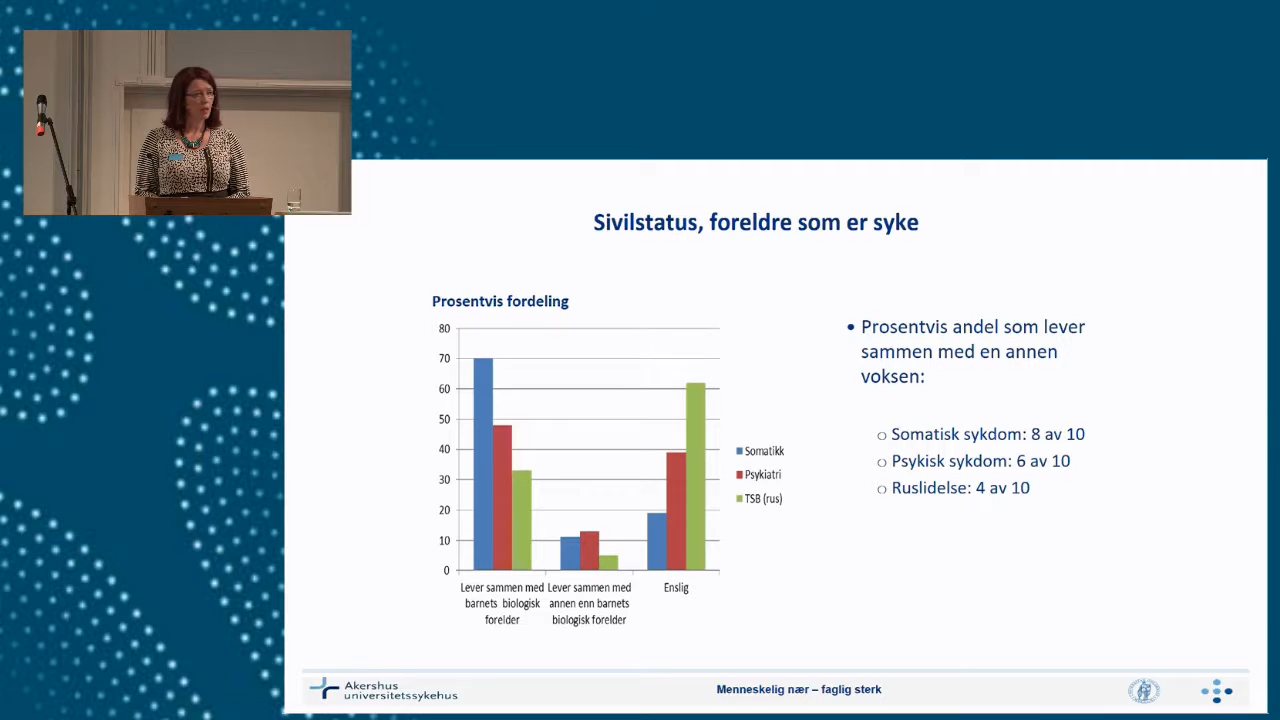 Sivilstatus, foreldre som er syke
Prosentvis fordeling
80
70
60
50
40
30
20
10
0
Lever sammen med
barnets biologisk
forelder
Lever sammen med
annen enn barnets
biologisk forelder
Enslig
Somatikk
Psykiatri
TSB (rus)
• Prosentvis andel som lever
sammen med en annen
voksen:
o Somatisk sykdom: 8 av 10
o Psykisk sykdom: 6 av 10
o Ruslidelse: 4 av 10
Akershus
universitetssykehus
Menneskelig nær – faglig sterk